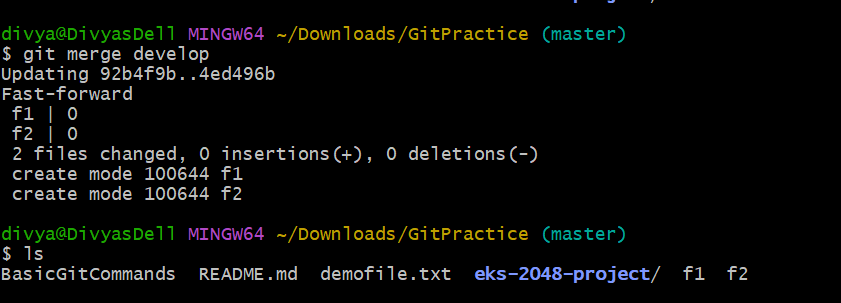 divya@DivyasDell MINGW64 ~/Downloads/GitPractice (master)
$ git merge develop
Updating 92b4f9b..4ed496b
Fast-forward
 f1 | 0
 f2 | 0
 2 files changed, 0 insertions(+), 0 deletions(-)
 create mode 100644 f1
 create mode 100644 f2
divya@DivyasDell MINGW64 ~/Downloads/GitPractice (master)
$ ls
BasicGitCommands  README.md  demofile.txt  eks-2048-project/  f1  f2